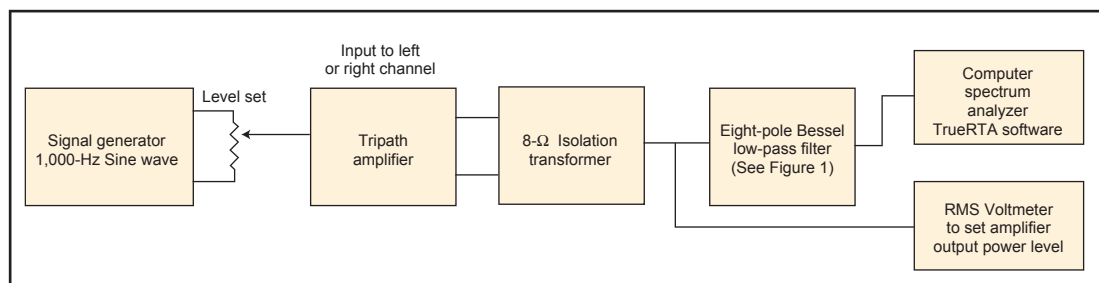 Input to left
or right channel
Level set
Signal generator
1,000-Hz Sine wave
Tripath
amplifier
8-Ω Isolation
transformer
Eight-pole Bessel
low-pass filter
(See Figure 1)
Computer
spectrum
analyzer
TrueRTA software
RMS Voltmeter
to set amplifier
output power level